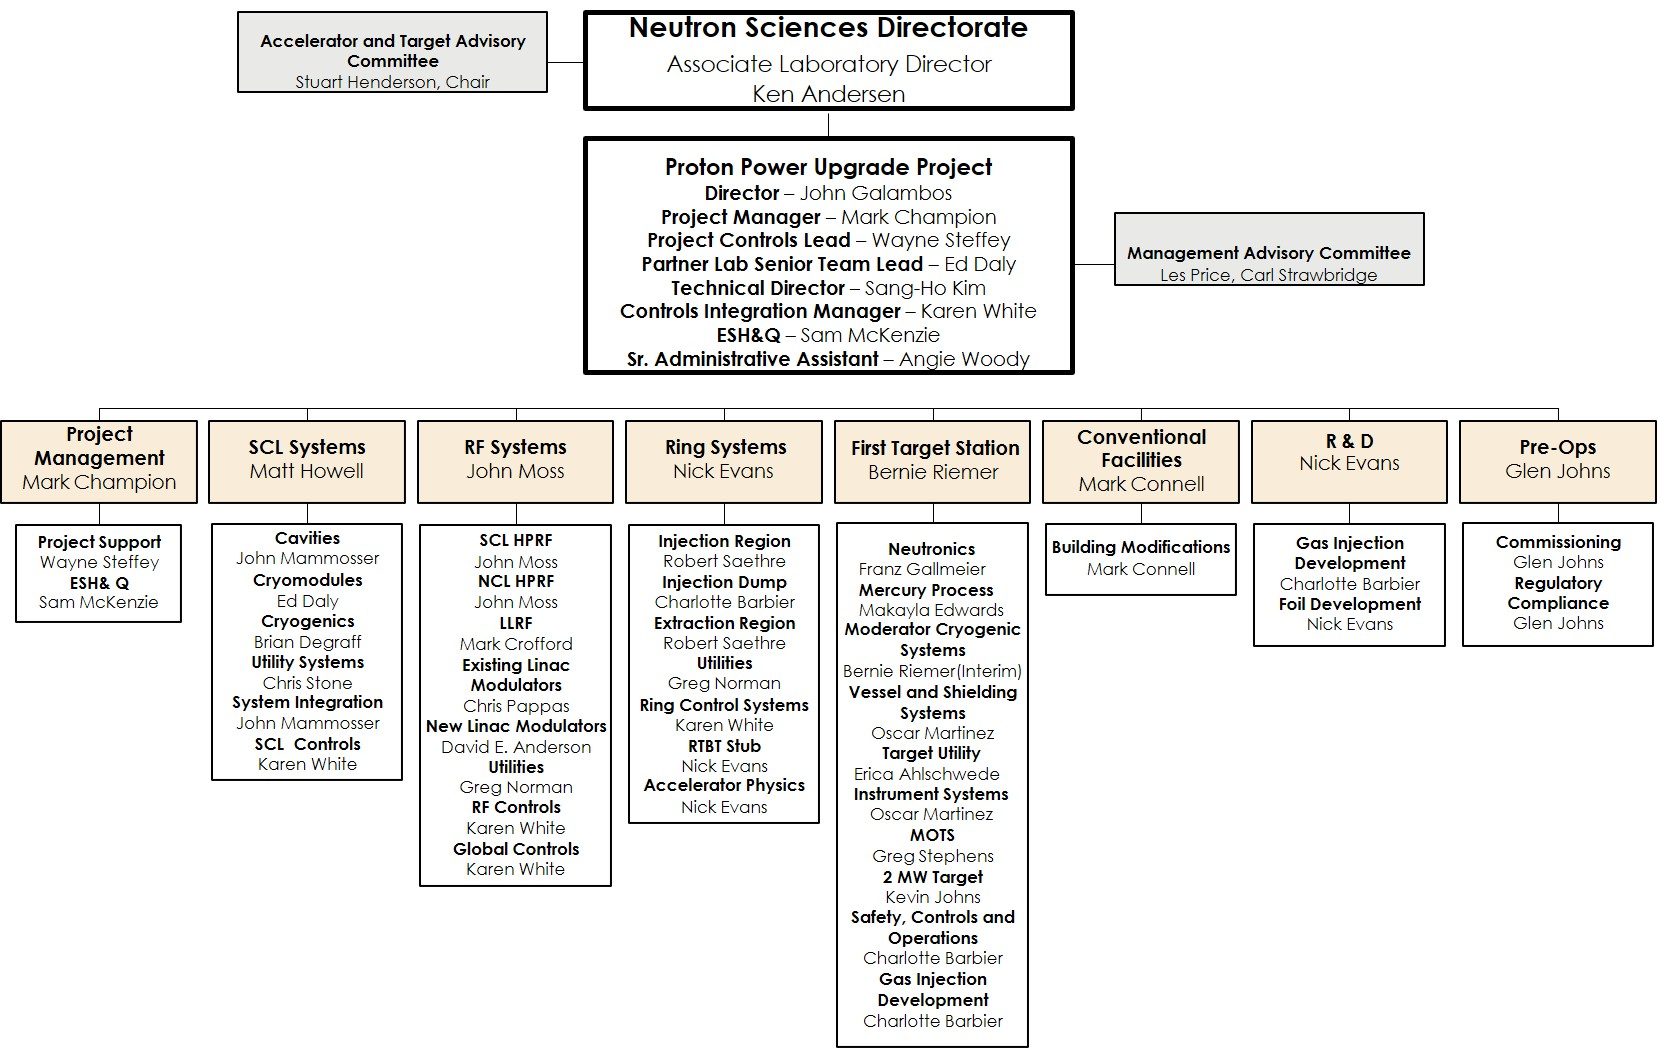 Accelerator and Target Advisory
Committee
Stuart Henderson, Chair
Neutron Sciences Directorate
Associate Laboratory Director
Ken Andersen
Proton Power Upgrade Project
Director – John Galambos
Project Manager – Mark Champion
Project Controls Lead – Wayne Steffey
Partner Lab Senior Team Lead – Ed Daly
Technical Director – Sang-Ho Kim
Controls Integration Manager – Karen White
ESH&Q – Sam McKenzie
Sr. Administrative Assistant – Angie Woody
Management Advisory Committee
Les Price, Carl Strawbridge
Project
Management
Mark Champion
Project Support
Wayne Steffey
ESH& Q
Sam McKenzie
SCL Systems
Matt Howell
Cavities
John Mammosser
Cryomodules
Ed Daly
Cryogenics
Brian Degraff
Utility Systems
Chris Stone
System Integration
John Mammosser
SCL  Controls
Karen White
RF Systems
John Moss
SCL HPRF
John Moss
NCL HPRF
John Moss
LLRF
Mark Crofford
Existing Linac
Modulators
Chris Pappas
New Linac Modulators
David E. Anderson
Utilities
Greg Norman
RF Controls
Karen White
Global Controls
Karen White
Ring Systems
Nick Evans
Injection Region
Robert Saethre
Injection Dump
Charlotte Barbier
Extraction Region
Robert Saethre
Utilities
Greg Norman
Ring Control Systems
Karen White
RTBT Stub
Nick Evans
Accelerator Physics
Nick Evans
First Target Station
Bernie Riemer
Neutronics
Franz Gallmeier
Mercury Process
Makayla Edwards
Moderator Cryogenic
Systems
Bernie Riemer(Interim)
Vessel and Shielding
Systems
Oscar Martinez
Target Utility
Erica Ahlschwede
Instrument Systems
Oscar Martinez
MOTS
Greg Stephens
2 MW Target
Kevin Johns
Safety, Controls and
Operations
Charlotte Barbier
Gas Injection
Development
Charlotte Barbier
Conventional
Facilities
Mark Connell
Building Modifications
Mark Connell
R & D
Nick Evans
Gas Injection
Development
Charlotte Barbier
Foil Development
Nick Evans
Pre-Ops
Glen Johns
Commissioning
Glen Johns
Regulatory
Compliance
Glen Johns